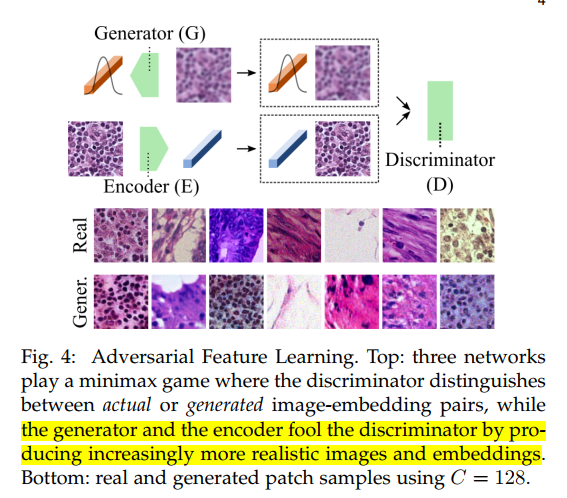 4
Generator (G)
Encoder (E)
Discriminator
(D)
Real
Gener.
Fig. 4: Adversarial Feature Learning. Top: three networks
play a minimax game where the discriminator distinguishes
between actual or generated image-embedding pairs, while
the generator and the encoder fool the discriminator by pro-
ducing increasingly more realistic images and embeddings.
Bottom: real and generated patch samples using C = 128.